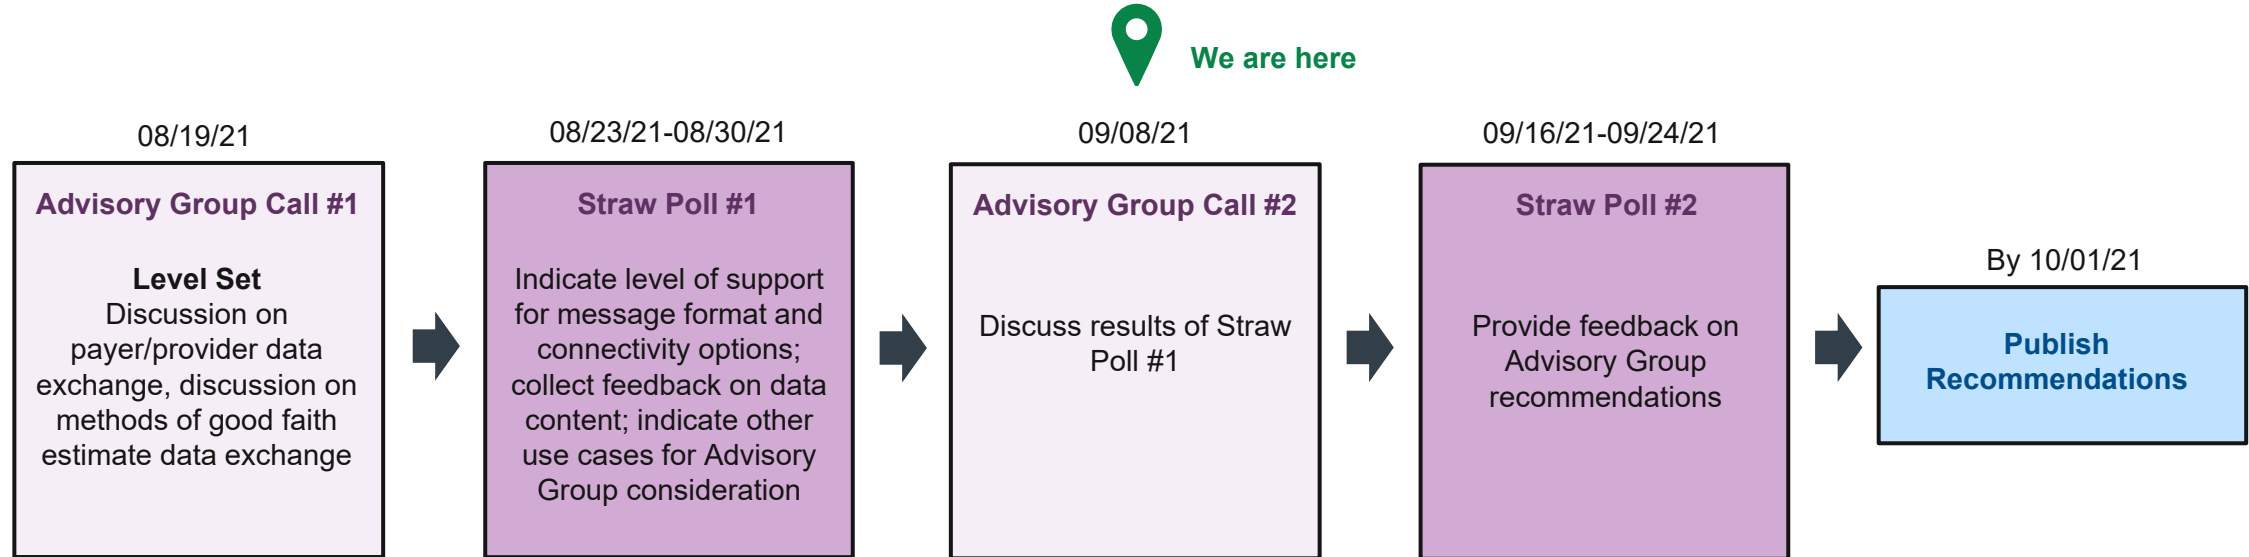 We are here
08/19/21
Advisory Group Call #1
Level Set
Discussion on
payer/provider data
exchange, discussion on
methods of good faith
estimate data exchange
08/23/21-08/30/21
Straw Poll #1
Indicate level of support
for message format and
connectivity options;
collect feedback on data
content; indicate other
use cases for Advisory
Group consideration
09/08/21
Advisory Group Call #2
Discuss results of Straw
Poll #1
09/16/21-09/24/21
Straw Poll #2
Provide feedback on
Advisory Group
recommendations
By 10/01/21
Publish
Recommendations